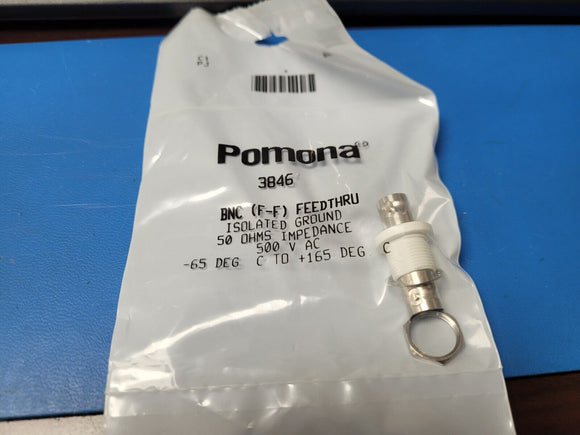 Pomona
3846
BNC (F-F) FEEDTHRU
ISOLATED GROUND
50 OHMS IMPEDANCE
500 V AC
-65 DEG C TO +165 DEG C